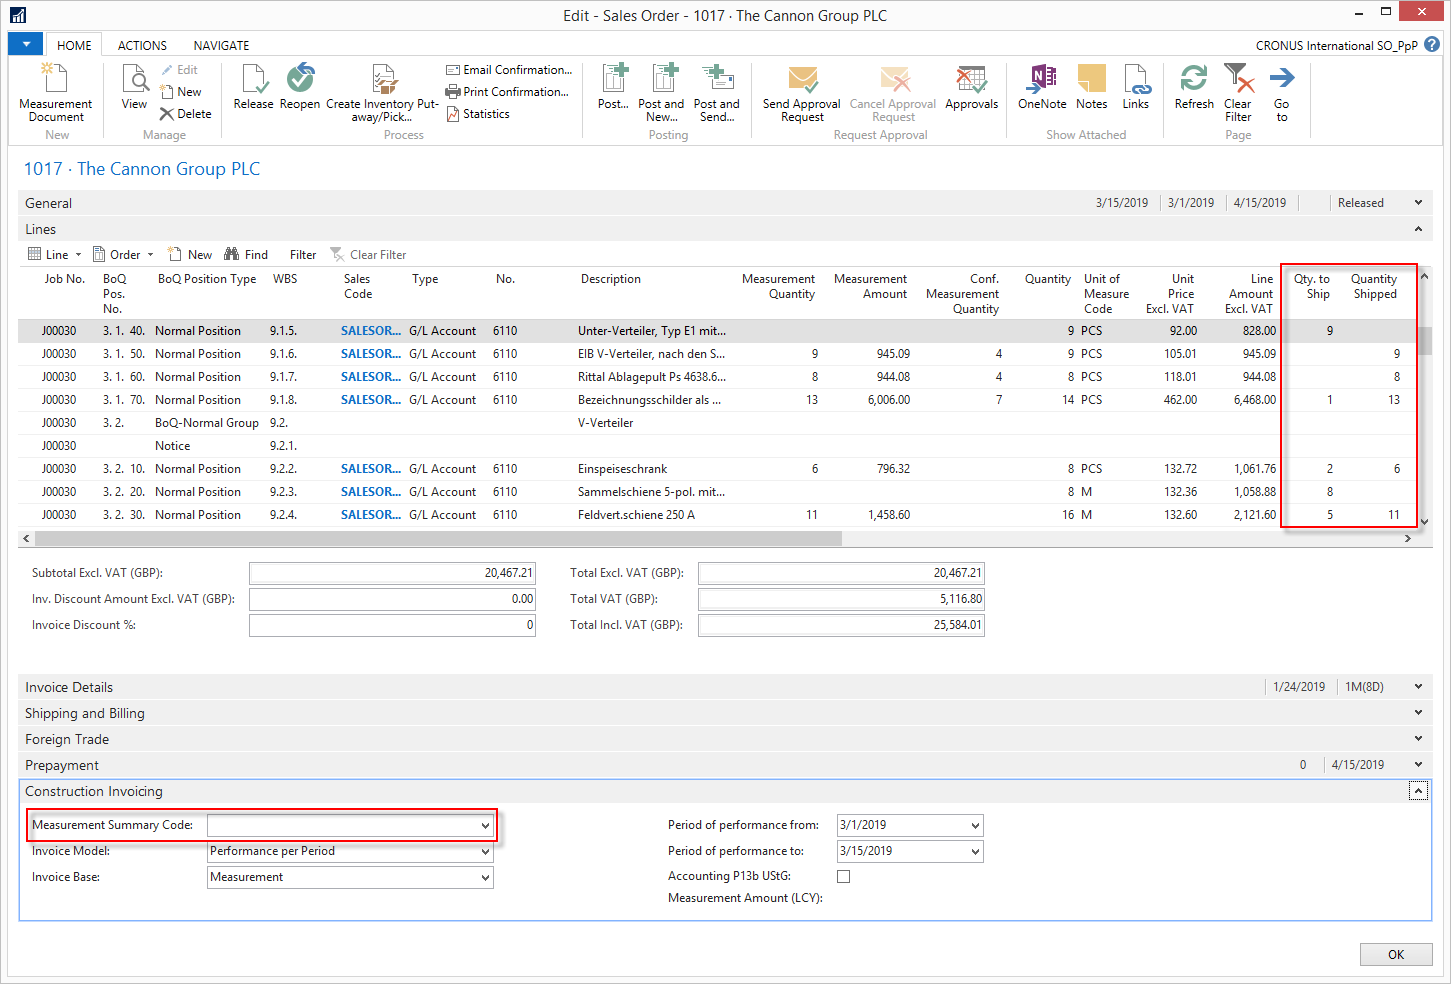 Edit - Sales Order - 1017 · The Cannon Group PLC
HOME ACTIONS NAVIGATE CRONUS International SO_PpP ?
Measurement Document
New
View
Edit
New
Delete
Manage
Release
Reopen
Create Inventory Put-away/Pick...
Email Confirmation...
Print Confirmation...
Statistics
Process
Post...
Post and New...
Post and Send...
Posting
Send Approval Request
Cancel Approval Request
Approvals
Request Approval
OneNote
Notes
Links
Show Attached
Refresh
Clear Filter
Go to
Page
1017 · The Cannon Group PLC
General 3/15/2019 3/1/2019 4/15/2019 Released
Lines
Line Order New Find Filter Clear Filter
Job No. BoQ Pos. No. BoQ Position Type WBS Sales Code Type No. Description Measurement Quantity Measurement Amount Conf. Measurement Quantity Quantity Unit of Measure Code Unit Price Excl. VAT Line Amount Excl. VAT Qty. to Ship Quantity Shipped
J00030 3. 1. 40. Normal Position 9.1.5. SALESOR... G/L Account 6110 Unter-Verteiler, Typ E1 mit... 9 PCS 92.00 828.00 9
J00030 3. 1. 50. Normal Position 9.1.6. SALESOR... G/L Account 6110 EIB V-Verteiler, nach den S... 9 945.09 4 9 PCS 105.01 945.09 9
J00030 3. 1. 60. Normal Position 9.1.7. SALESOR... G/L Account 6110 Rittal Ablagepult Ps 4638.6... 8 944.08 4 8 PCS 118.01 944.08 8
J00030 3. 1. 70. Normal Position 9.1.8. SALESOR... G/L Account 6110 Bezeichnungsschilder als ... 13 6,006.00 7 14 PCS 462.00 6,468.00 1 13
J00030 3. 2. BoQ-Normal Group 9.2. V-Verteiler
J00030 Notice 9.2.1.
J00030 3. 2. 10. Normal Position 9.2.2. SALESOR... G/L Account 6110 Einspeiseschrank 6 796.32 8 PCS 132.72 1,061.76 2 6
J00030 3. 2. 20. Normal Position 9.2.3. SALESOR... G/L Account 6110 Sammelschiene 5-pol. mit... 8 M 132.36 1,058.88 8
J00030 3. 2. 30. Normal Position 9.2.4. SALESOR... G/L Account 6110 Feldvert.schiene 250 A 11 1,458.60 16 M 132.60 2,121.60 5 11
Subtotal Excl. VAT (GBP): 20,467.21 Total Excl. VAT (GBP): 20,467.21
Inv. Discount Amount Excl. VAT (GBP): 0.00 Total VAT (GBP): 5,116.80
Invoice Discount %: 0 Total Incl. VAT (GBP): 25,584.01
Invoice Details 1/24/2019 1M(8D)
Shipping and Billing
Foreign Trade
Prepayment 0 4/15/2019
Construction Invoicing
Measurement Summary Code: Period of performance from: 3/1/2019
Invoice Model: Performance per Period Period of performance to: 3/15/2019
Invoice Base: Measurement Accounting P13b UStG:
Measurement Amount (LCY):
OK